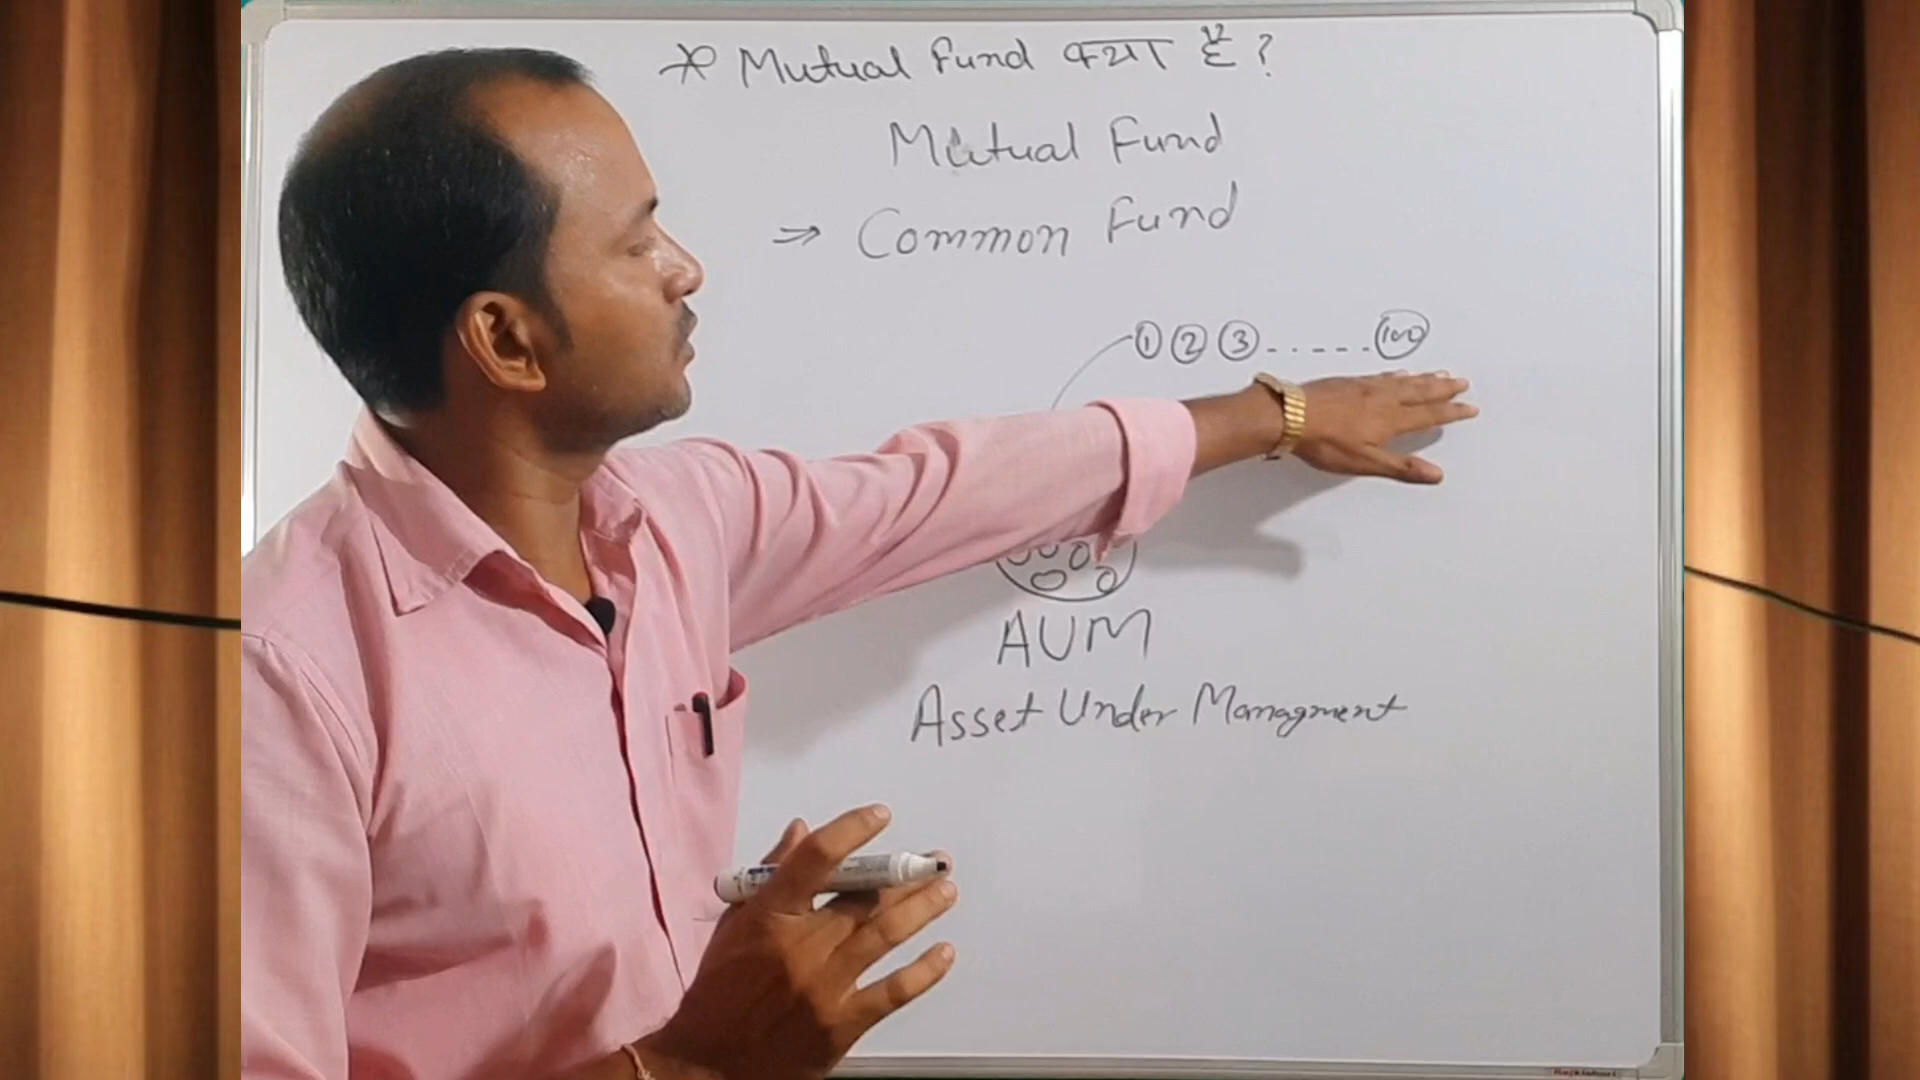 * Mutual Fund क्या है ?
Mutual Fund
⇒ Common Fund
① ② ③ - - - - - (100)
AUM
Asset Under Managment